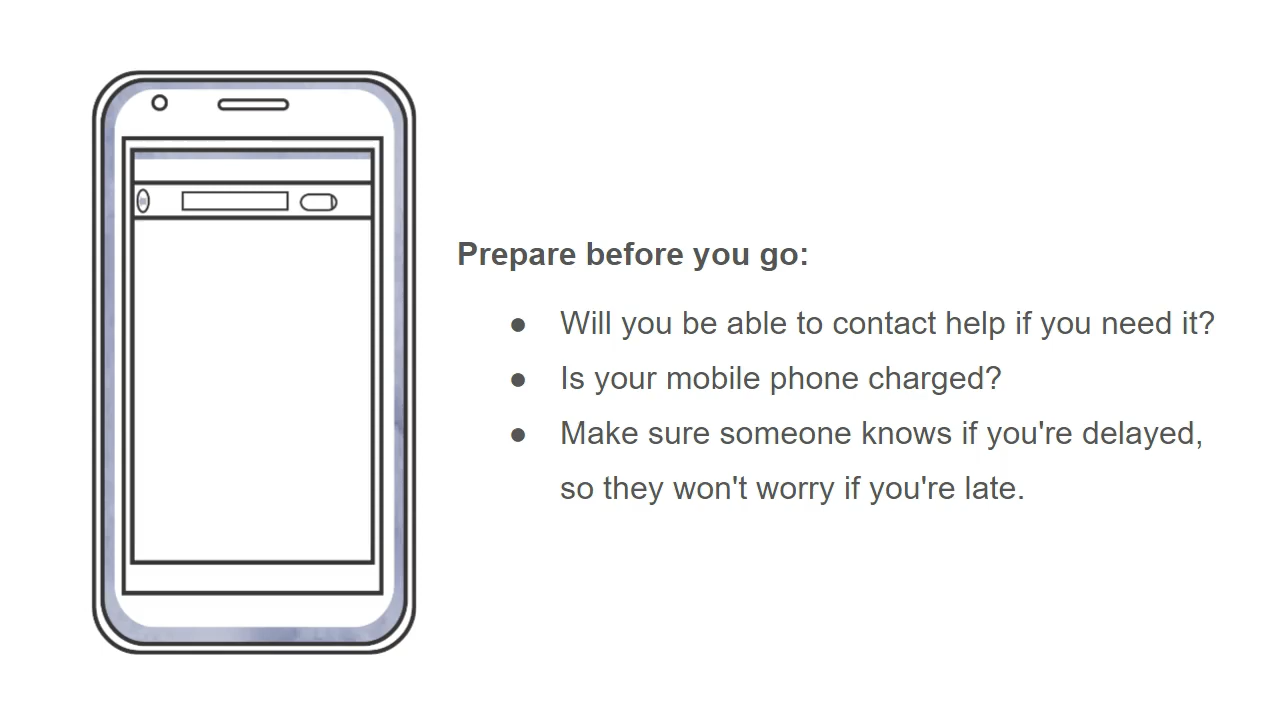 Prepare before you go:
● Will you be able to contact help if you need it?
● Is your mobile phone charged?
● Make sure someone knows if you're delayed,
so they won't worry if you're late.